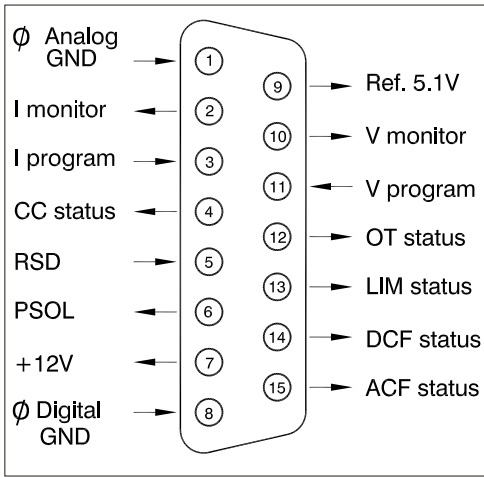 ϕ Analog
GND
1
9
Ref. 5.1V
I monitor
2
10
V monitor
I program
3
11
V program
CC status
4
12
OT status
RSD
5
13
LIM status
PSOL
6
14
DCF status
+12V
7
15
ACF status
ϕ Digital
GND
8